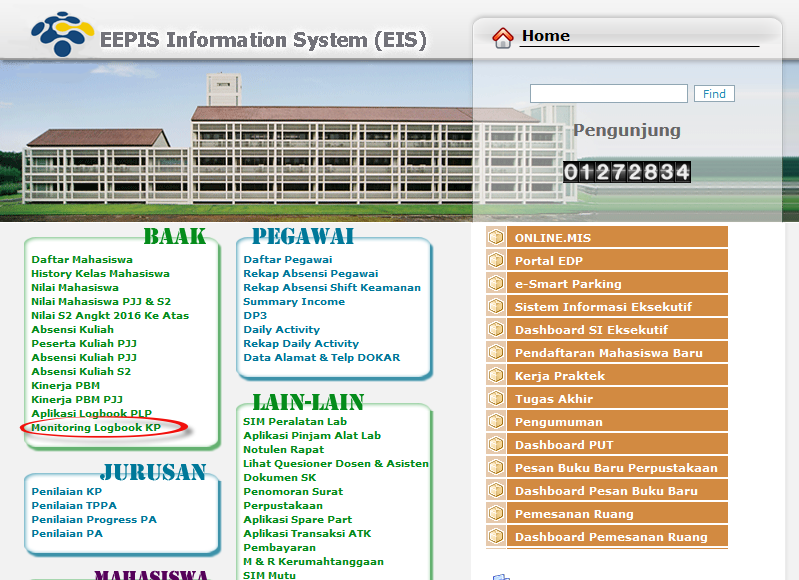 EEPIS Information System (EIS)
Home
Find
Pengunjung
01272834
BAAK
Daftar Mahasiswa
History Kelas Mahasiswa
Nilai Mahasiswa
Nilai Mahasiswa PJJ & S2
Nilai S2 Angkt 2016 Ke Atas
Absensi Kuliah
Peserta Kuliah PJJ
Absensi Kuliah PJJ
Absensi Kuliah S2
Kinerja PBM
Kinerja PBM PJJ
Aplikasi Logbook PLP
Monitoring Logbook KP
JURUSAN
Penilaian KP
Penilaian TPPA
Penilaian Progress PA
Penilaian PA
MAHASISWA
PEGAWAI
Daftar Pegawai
Rekap Absensi Pegawai
Rekap Absensi Shift Keamanan
Summary Income
DP3
Daily Activity
Rekap Daily Activity
Data Alamat & Telp DOKAR
LAIN-LAIN
SIM Peralatan Lab
Aplikasi Pinjam Alat Lab
Notulen Rapat
Lihat Quesioner Dosen & Asisten
Dokumen SK
Penomoran Surat
Perpustakaan
Aplikasi Spare Part
Aplikasi Transaksi ATK
Pembayaran
M & R Kerumahtanggaan
SIM Mutu
ONLINE.MIS
Portal EDP
e-Smart Parking
Sistem Informasi Eksekutif
Dashboard SI Eksekutif
Pendaftaran Mahasiswa Baru
Kerja Praktek
Tugas Akhir
Pengumuman
Dashboard PUT
Pesan Buku Baru Perpustakaan
Dashboard Pesan Buku Baru
Pemesanan Ruang
Dashboard Pemesanan Ruang